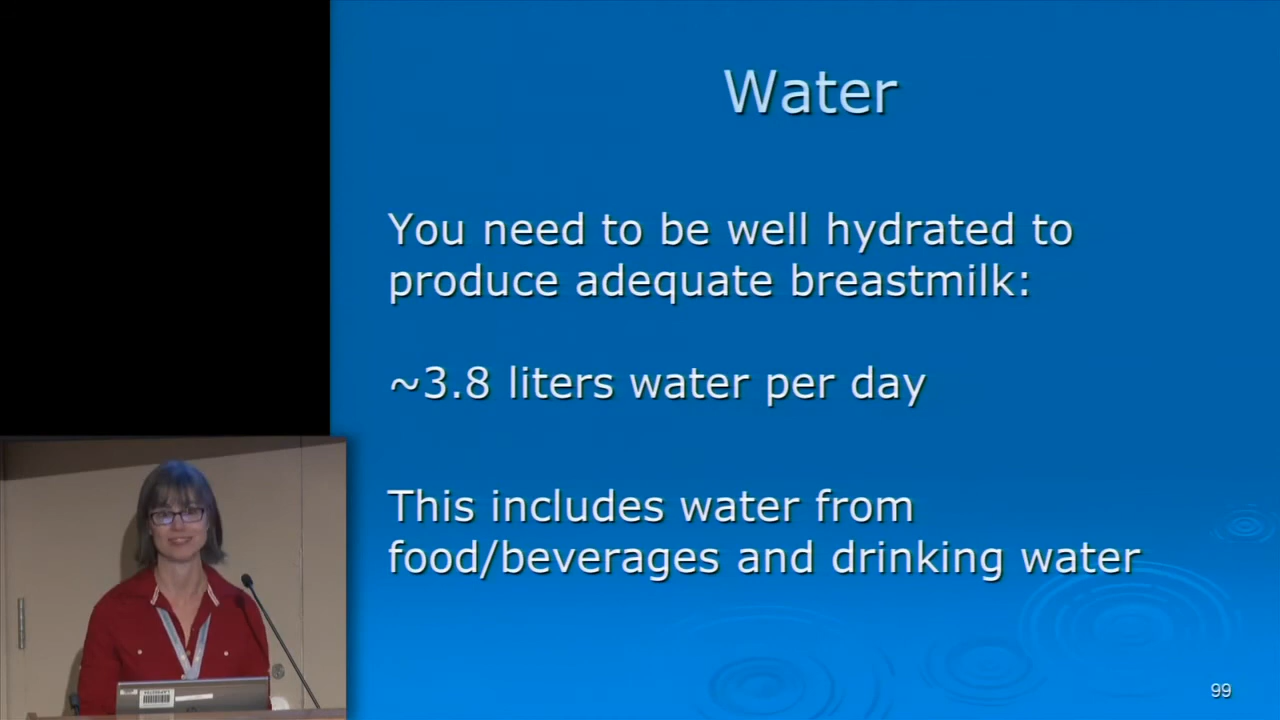 Water
You need to be well hydrated to
produce adequate breastmilk:
~3.8 liters water per day
This includes water from
food/beverages and drinking water
99